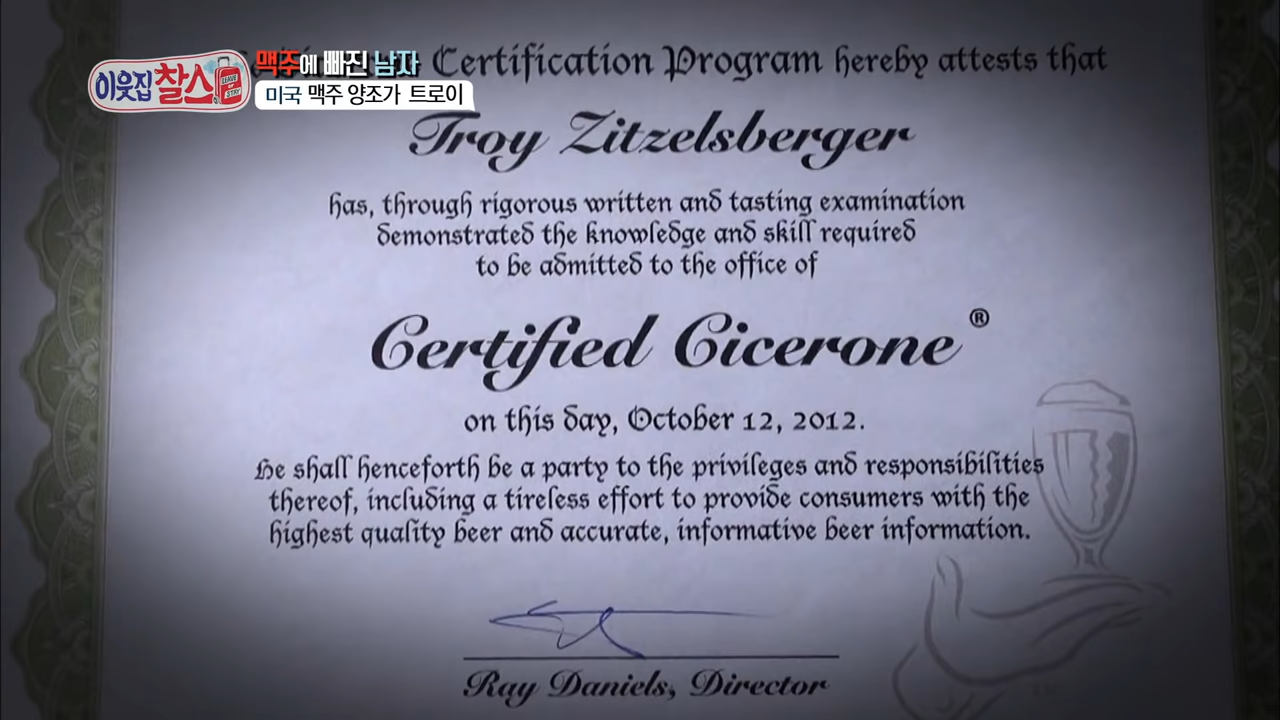 이웃집 찰스
LEAVE
or
STAY
맥주에 빠진 남자
미국 맥주 양조가 트로이
Certification Program hereby attests that
Troy Zitzelsberger
has, through rigorous written and tasting examination
demonstrated the knowledge and skill required
to be admitted to the office of
Certified Cicerone®
on this day, October 12, 2012.
He shall henceforth be a party to the privileges and responsibilities
thereof, including a tireless effort to provide consumers with the
highest quality beer and accurate, informative beer information.
Ray Daniels, Director